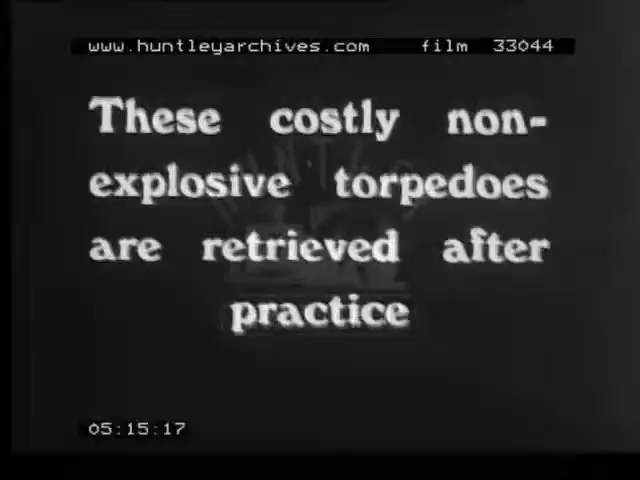 www.huntleyarchives.com film 33044
These costly non-
explosive torpedoes
are retrieved after
practice
05:15:17